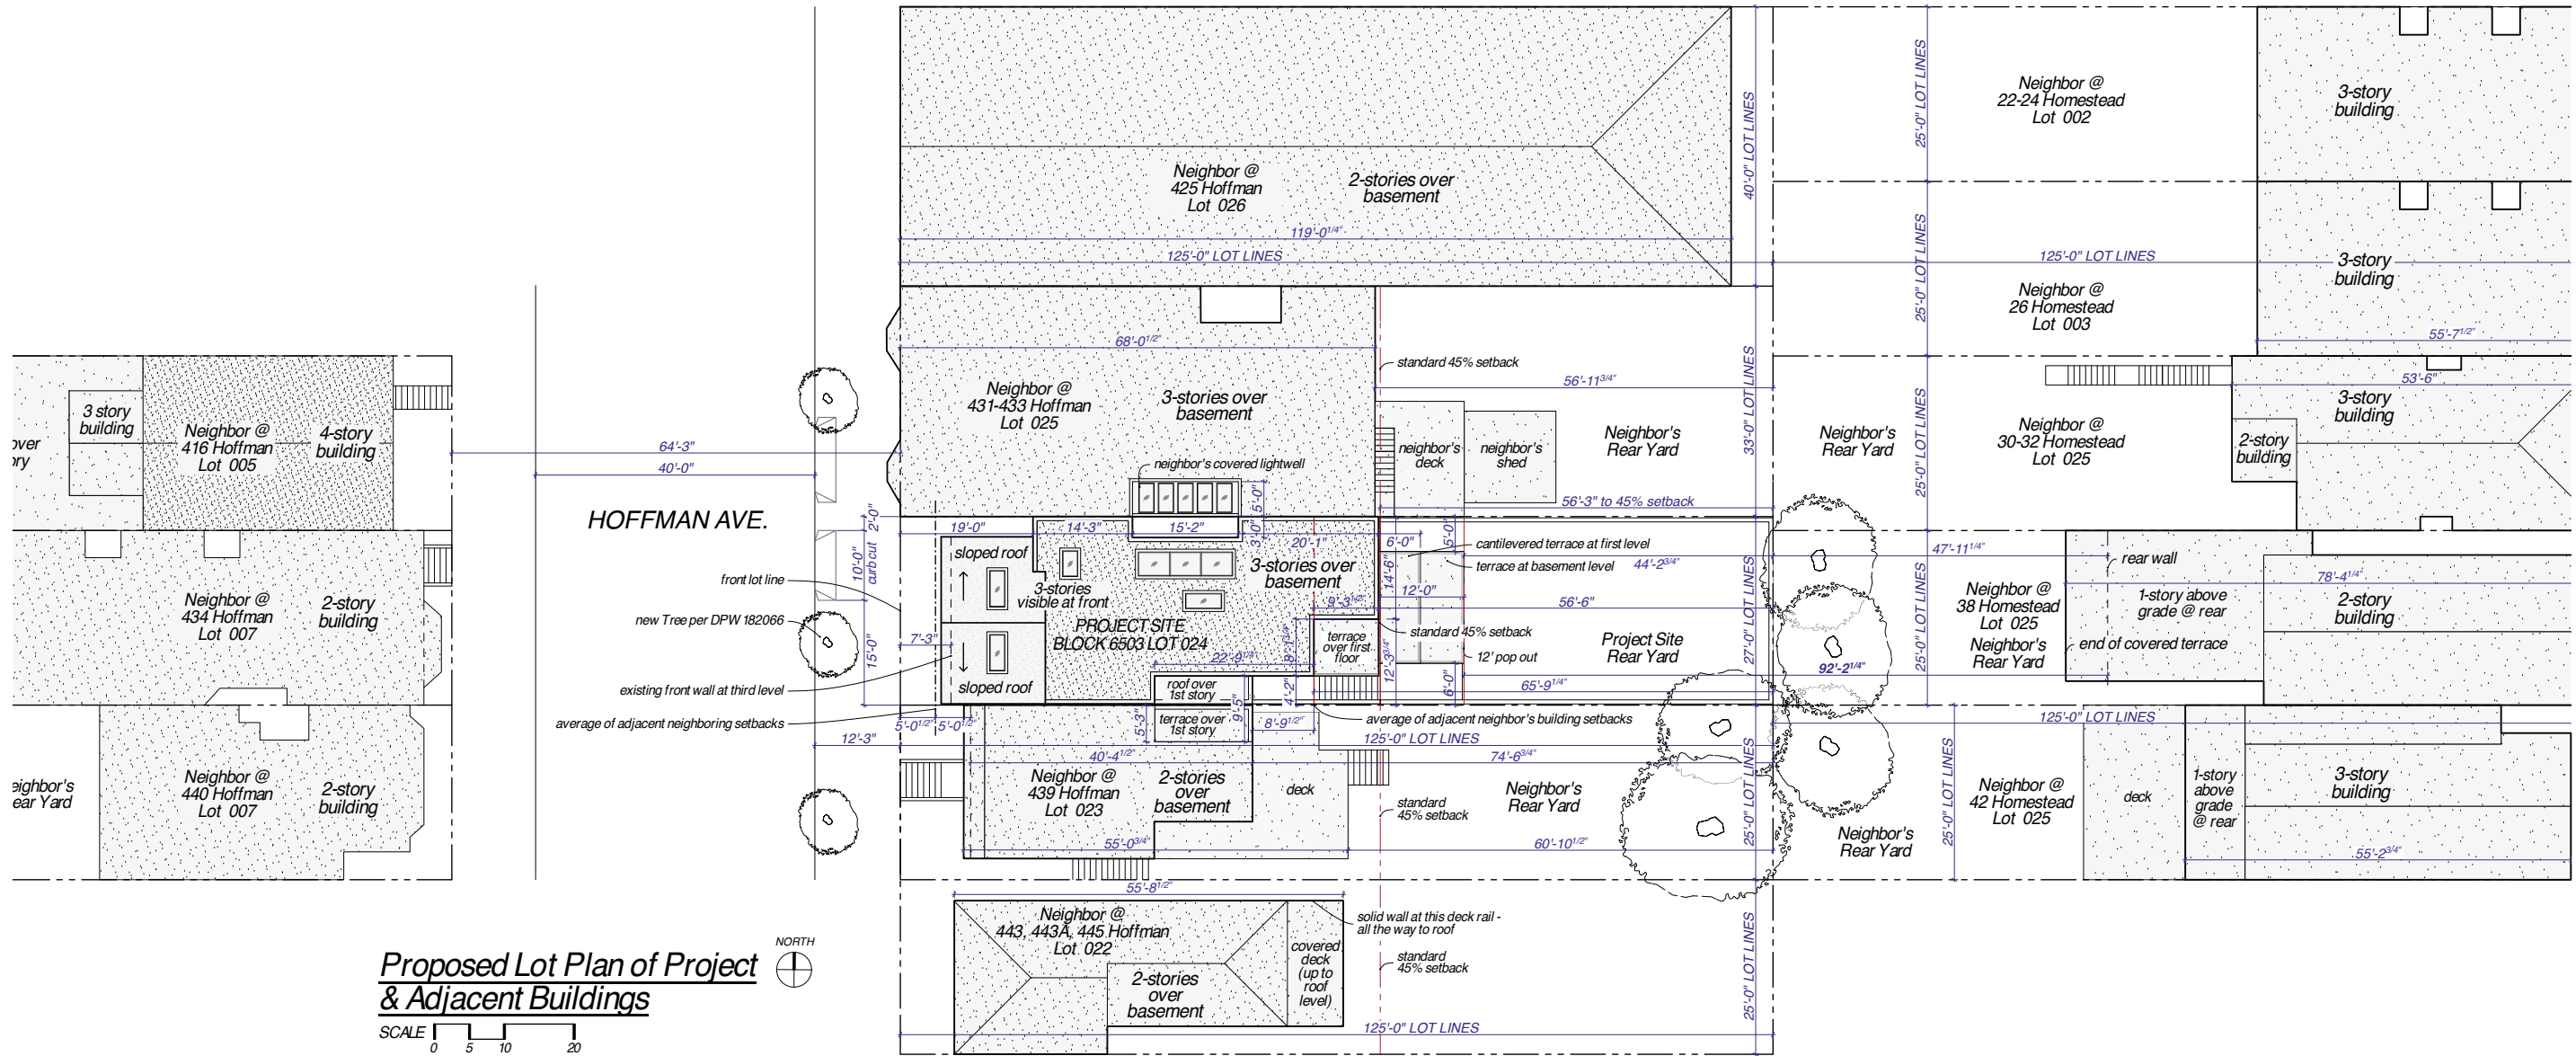 Neighbor @
22-24 Homestead
Lot 002
3-story
building
25'-0" LOT LINES
40'-0" LOT LINES
Neighbor @
425 Hoffman
Lot 026
2-stories over
basement
119'-0 1/4"
125'-0" LOT LINES
125'-0" LOT LINES
3-story
building
Neighbor @
26 Homestead
Lot 003
25'-0" LOT LINES
55'-7 1/2"
68'-0 1/2"
standard 45% setback
56'-11 3/4"
33'-0" LOT LINES
Neighbor @
431-433 Hoffman
Lot 025
3-stories over
basement
neighbor's covered lightwell
neighbor's
deck
neighbor's
shed
Neighbor's
Rear Yard
56'-3" to 45% setback
Neighbor's
Rear Yard
25'-0" LOT LINES
Neighbor @
30-32 Homestead
Lot 025
53'-6"
3-story
building
2-story
building
over
ry
3 story
building
Neighbor @
416 Hoffman
Lot 005
4-story
building
64'-3"
40'-0"
HOFFMAN AVE.
2'-0"
10'-0"
curb cut
15'-0"
19'-0"
14'-3"
15'-2"
5'-0"
3'-0"
20'-1"
6'-0"
5'-0"
sloped roof
3-stories
visible at front
3-stories over
basement
PROJECT SITE
BLOCK 6503 LOT 024
sloped roof
7'-3"
22'-9 1/4"
9'-3 1/2"
8'-1 3/4"
14'-6"
12'-0"
12'-3 3/4"
4'-2"
6'-0"
terrace
over first
floor
roof over
1st story
cantilevered terrace at first level
terrace at basement level
44'-2 3/4"
56'-6"
standard 45% setback
12' pop out
Project Site
Rear Yard
65'-9 1/4"
27'-0" LOT LINES
average of adjacent neighbor's building setbacks
front lot line
new Tree per DPW 182066
existing front wall at third level
average of adjacent neighboring setbacks
Neighbor @
434 Hoffman
Lot 007
2-story
building
47'-11 1/4"
92'-2 1/4"
25'-0" LOT LINES
Neighbor @
38 Homestead
Lot 025
Neighbor's
Rear Yard
rear wall
78'-4 1/4"
1-story above
grade @ rear
2-story
building
end of covered terrace
eighbor's
ear Yard
Neighbor @
440 Hoffman
Lot 007
2-story
building
5'-0 1/2"
5'-0 1/2"
12'-3"
5'-3"
terrace over
1st story
9'-5"
8'-9 1/2"
125'-0" LOT LINES
40'-4 1/2"
74'-6 3/4"
Neighbor @
439 Hoffman
Lot 023
2-stories
over
basement
deck
standard
45% setback
Neighbor's
Rear Yard
25'-0" LOT LINES
55'-0 3/4"
60'-10 1/2"
Neighbor's
Rear Yard
125'-0" LOT LINES
25'-0" LOT LINES
Neighbor @
42 Homestead
Lot 025
deck
1-story
above
grade
@ rear
3-story
building
55'-2 3/4"
55'-8 1/2"
Neighbor @
443, 443A, 445 Hoffman
Lot 022
2-stories
over
basement
covered
deck
(up to
roof
level)
solid wall at this deck rail -
all the way to roof
standard
45% setback
25'-0" LOT LINES
125'-0" LOT LINES
Proposed Lot Plan of Project
& Adjacent Buildings
NORTH
SCALE
0 5 10 20